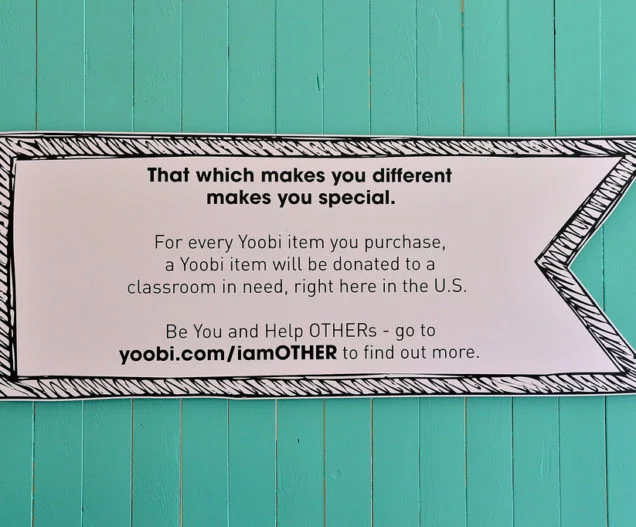 That which makes you different
makes you special.
For every Yoobi item you purchase,
a Yoobi item will be donated to a
classroom in need, right here in the U.S.
Be You and Help OTHERs - go to
yoobi.com/iamOTHER to find out more.